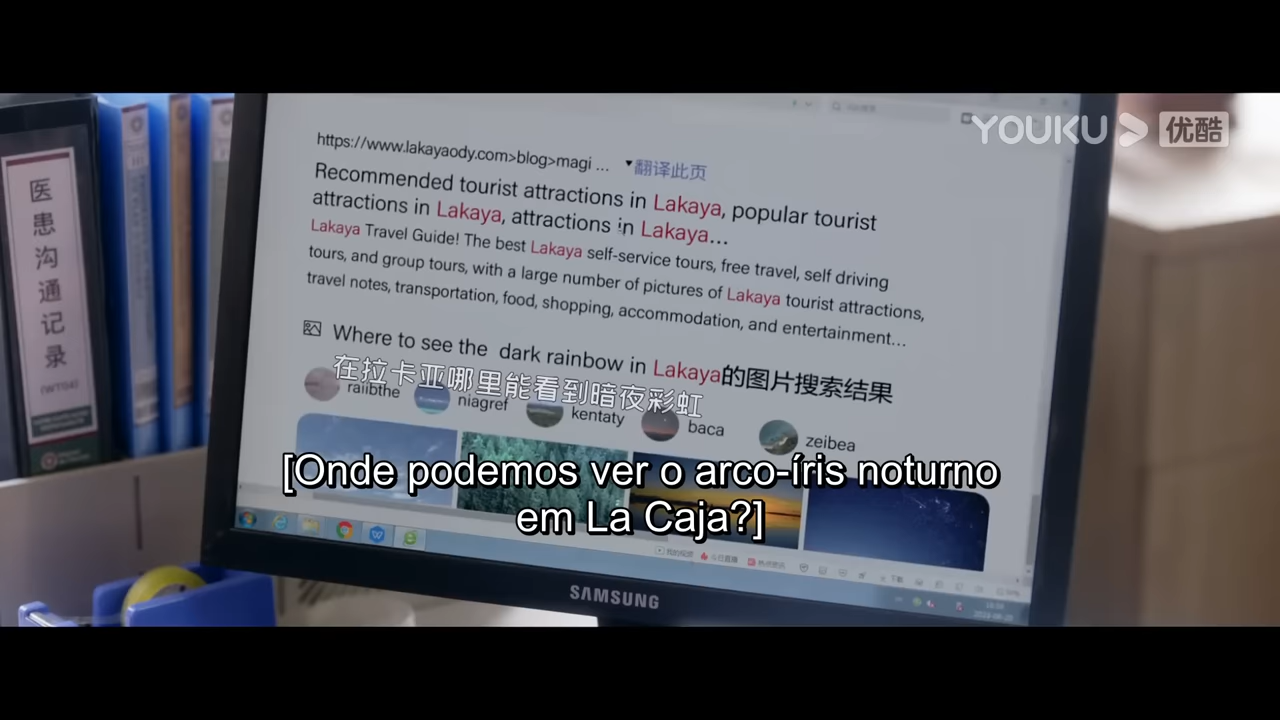 YOUKU 优酷
医患沟通记录
(WT04)
https://www.lakayaody.com>blog>magi ... ▾翻译此页
Recommended tourist attractions in Lakaya, popular tourist
attractions in Lakaya, attractions in Lakaya...
Lakaya Travel Guide! The best Lakaya self-service tours, free travel, self driving
tours, and group tours, with a large number of pictures of Lakaya tourist attractions,
travel notes, transportation, food, shopping, accommodation, and entertainment...
Where to see the dark rainbow in Lakaya的图片搜索结果
在拉卡亚哪里能看到暗夜彩虹
raiibthe niagref kentaty baca zeibea
[Onde podemos ver o arco-íris noturno
em La Caja?]
SAMSUNG